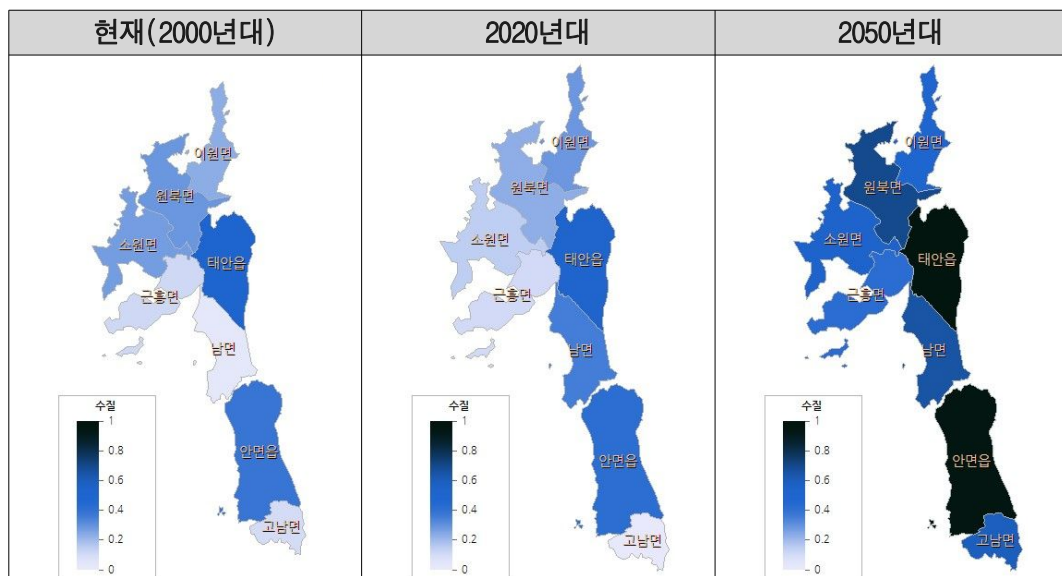 현재(2000년대)
2020년대
2050년대
이원면
원북면
소원면
태안읍
근흥면
남면
안면읍
고남면
수질
1
0.8
0.6
0.4
0.2
0
이원면
원북면
소원면
태안읍
근흥면
남면
안면읍
고남면
수질
1
0.8
0.6
0.4
0.2
0
이원면
원북면
소원면
태안읍
근흥면
남면
안면읍
고남면
수질
1
0.8
0.6
0.4
0.2
0